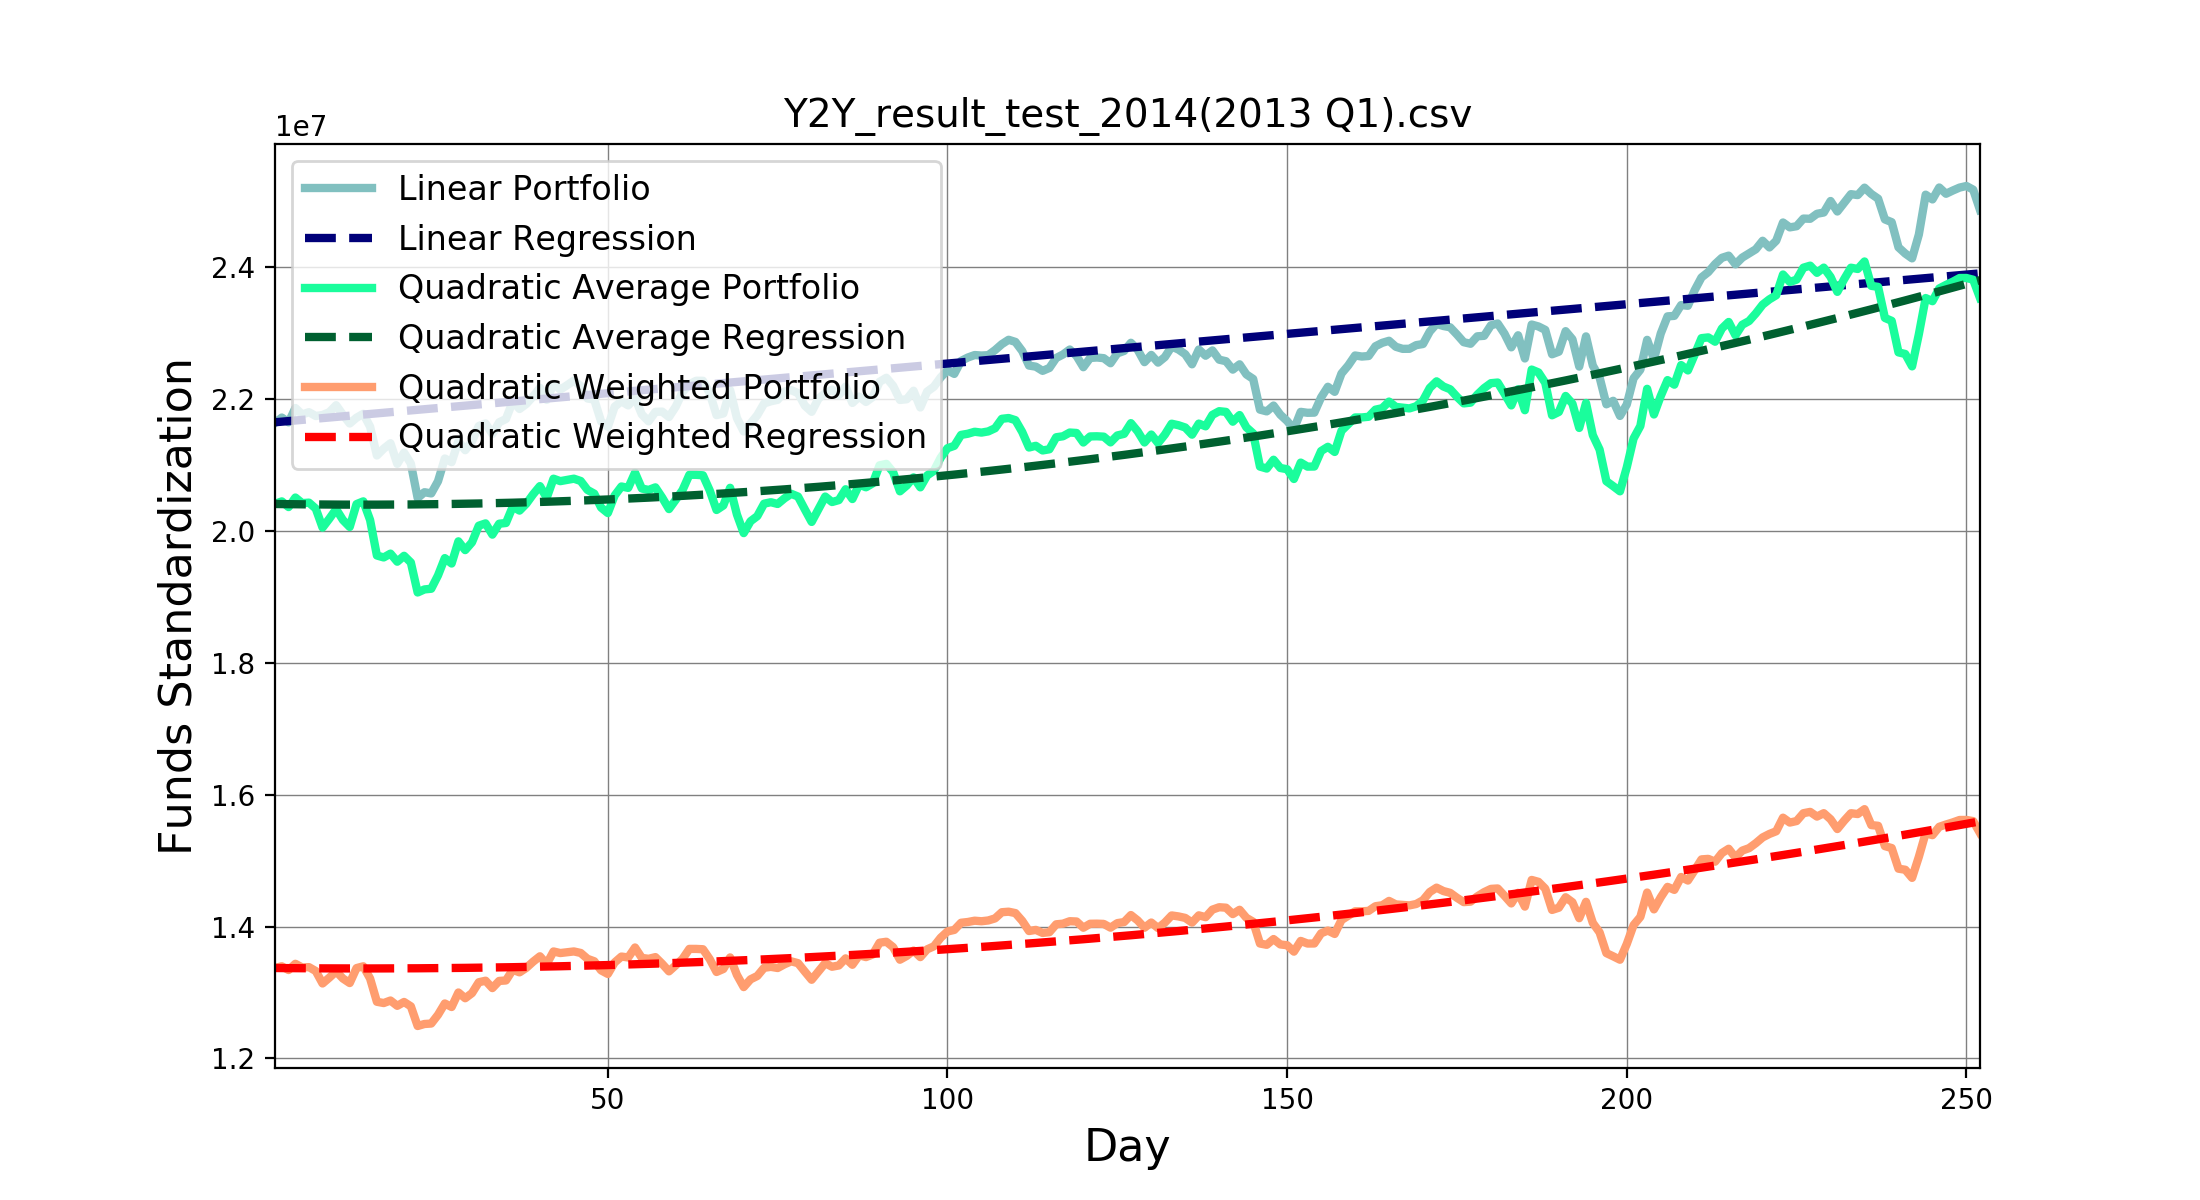 Y2Y_result_test_2014(2013 Q1).csv
1e7
Linear Portfolio
Linear Regression
Quadratic Average Portfolio
Quadratic Average Regression
Quadratic Weighted Portfolio
Quadratic Weighted Regression
2.4
2.2
2.0
1.8
1.6
1.4
1.2
Funds Standardization
50 100 150 200 250
Day